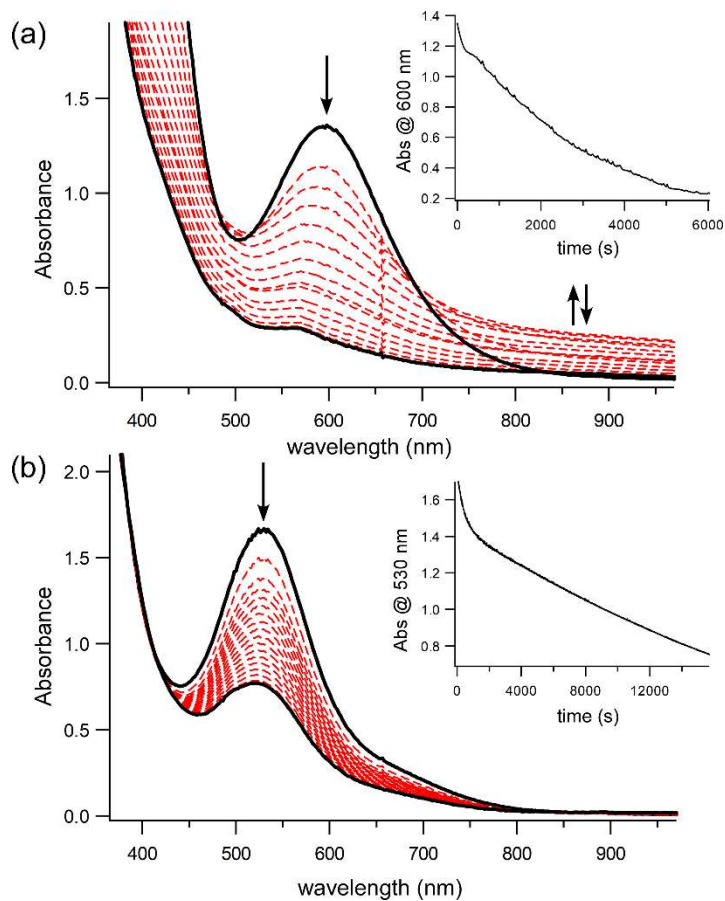 (a)
Absorbance
1.5
1.0
0.5
0.0
400 500 600 700 800 900
wavelength (nm)
Abs @ 600 nm
1.4
1.2
1.0
0.8
0.6
0.4
0.2
0 2000 4000 6000
time (s)
(b)
Absorbance
2.0
1.5
1.0
0.5
0.0
400 500 600 700 800 900
wavelength (nm)
Abs @ 530 nm
1.6
1.4
1.2
1.0
0.8
0 4000 8000 12000
time (s)